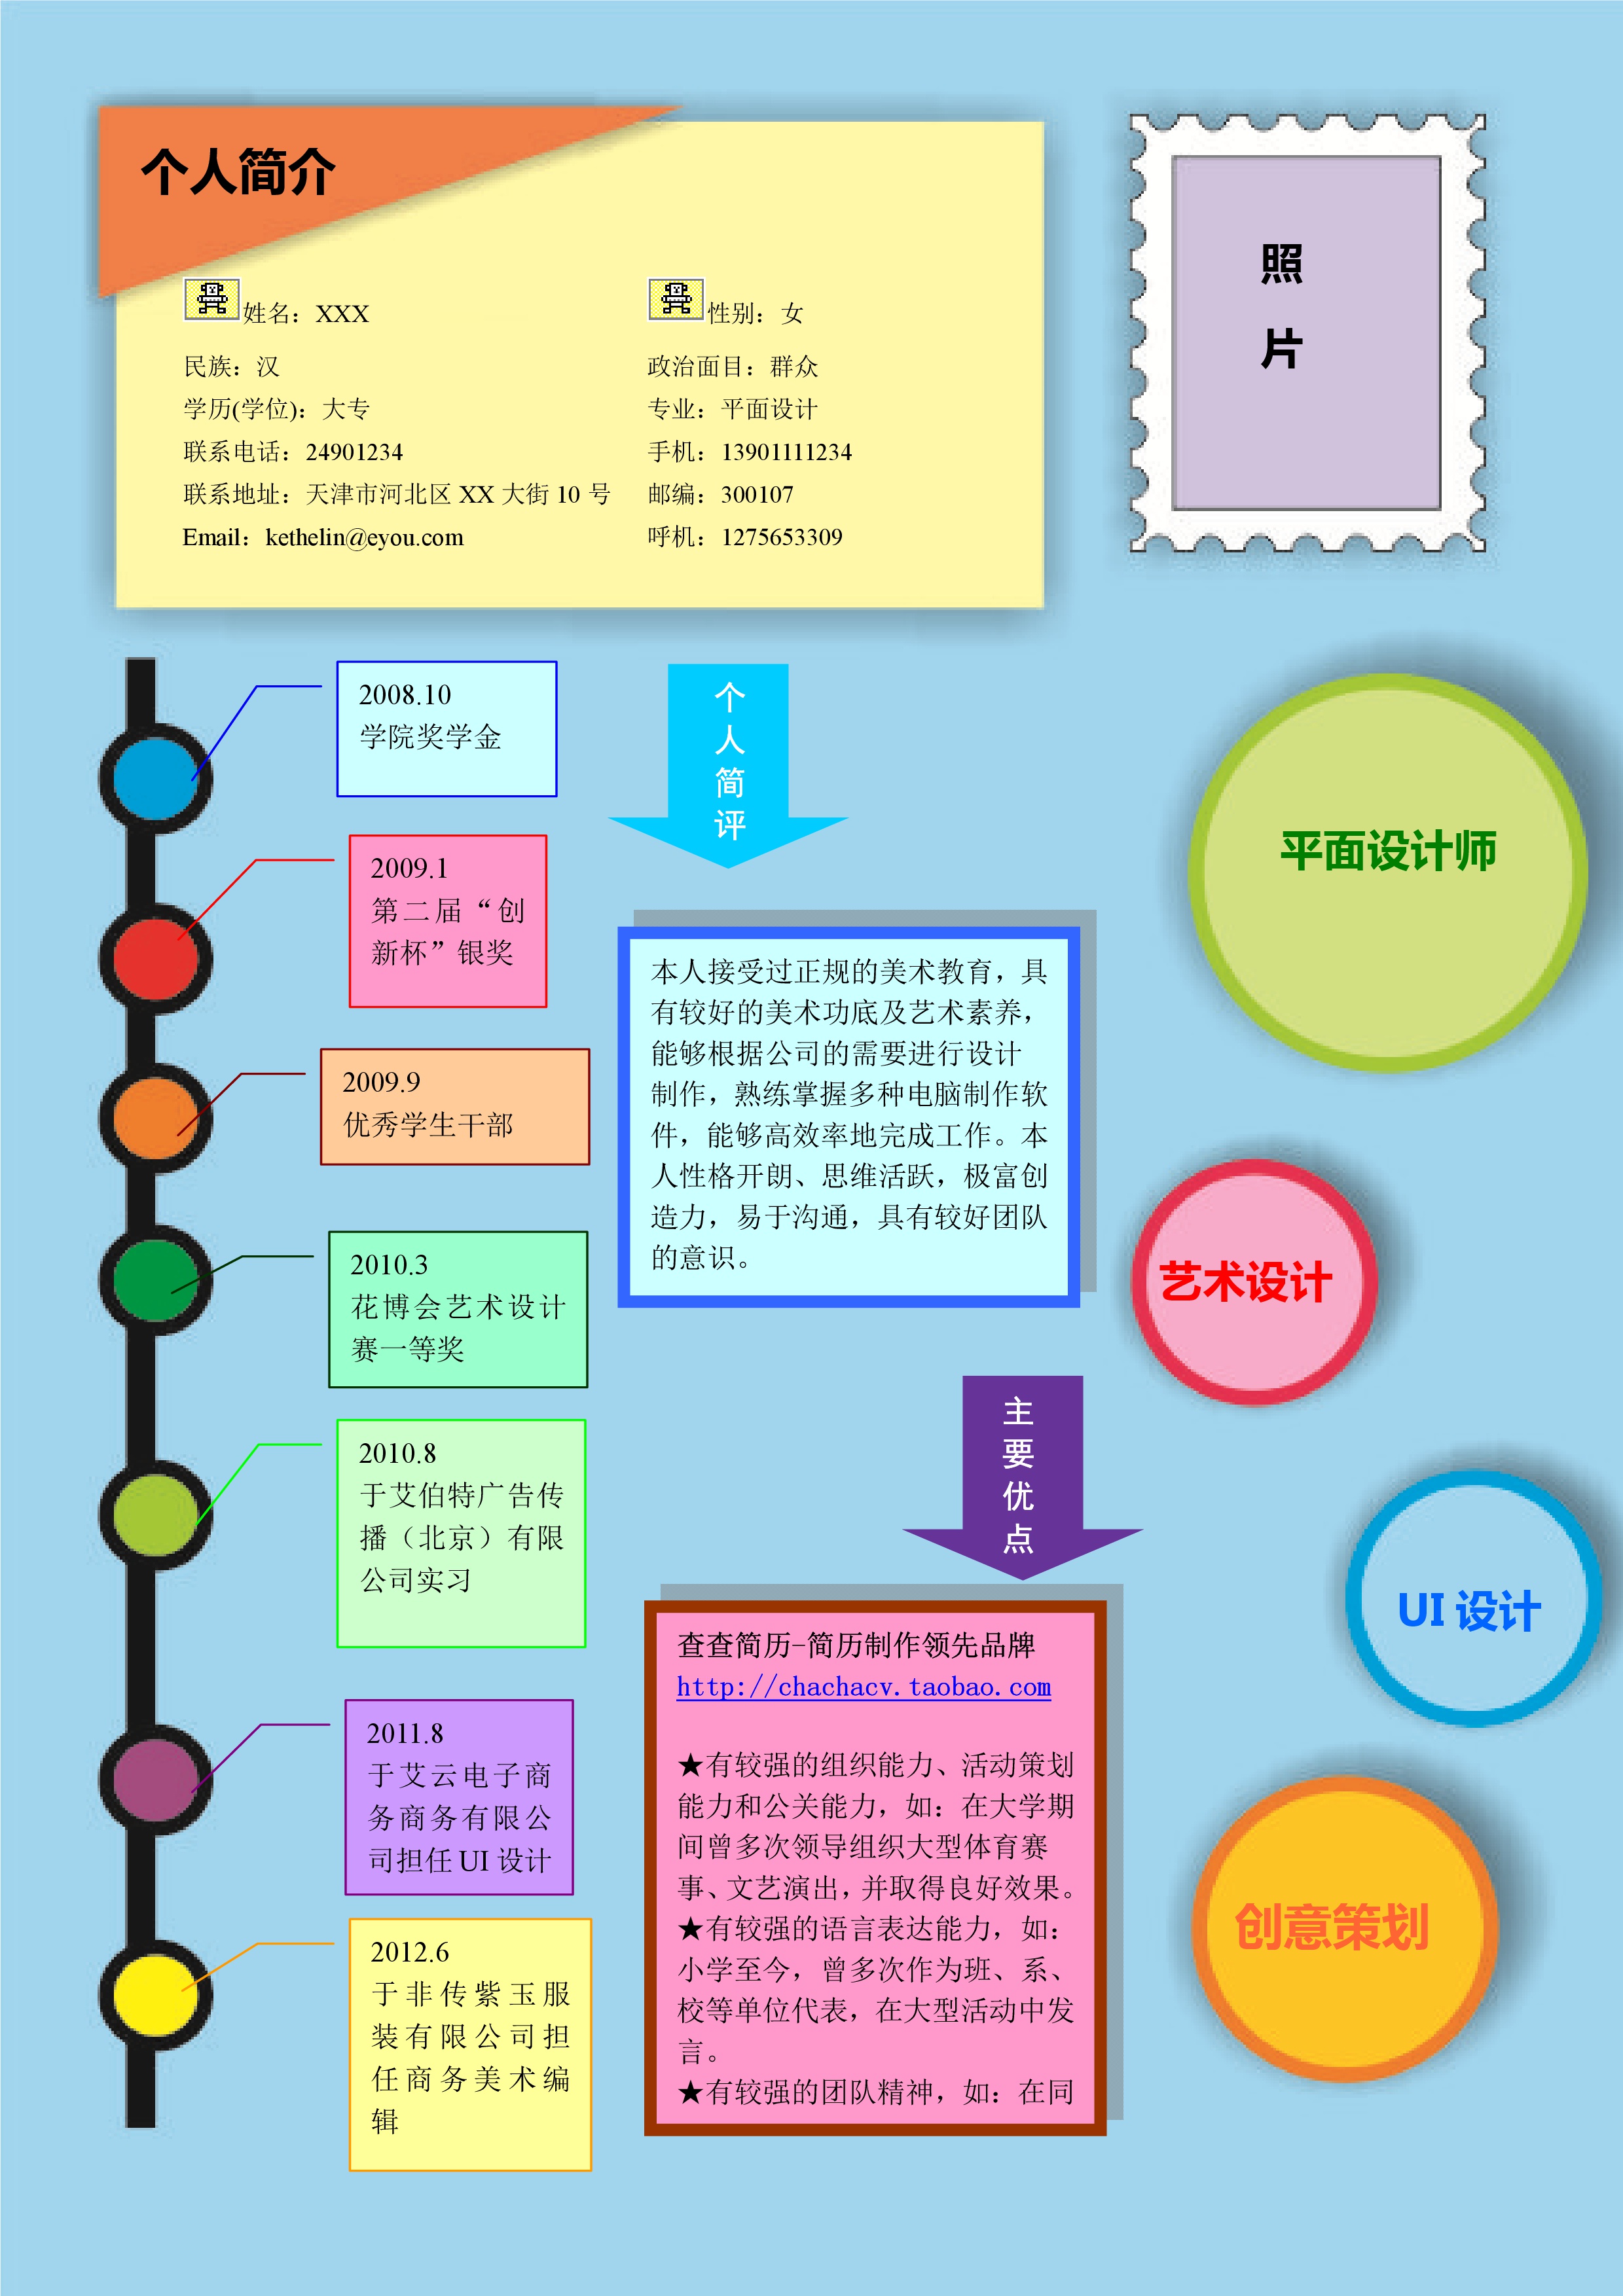 个人简介
照
片
姓名：XXX
性别：女
民族：汉
政治面目：群众
学历(学位)：大专
专业：平面设计
联系电话：24901234
手机：13901111234
联系地址：天津市河北区 XX 大街 10 号
邮编：300107
Email：kethelin@eyou.com
呼机：1275653309
2008.10
学院奖学金
2009.1
第二届“创
新杯”银奖
2009.9
优秀学生干部
2010.3
花博会艺术设计
赛一等奖
2010.8
于艾伯特广告传
播（北京）有限
公司实习
2011.8
于艾云电子商
务商务有限公
司担任 UI 设计
2012.6
于非传紫玉服
装有限公司担
任商务美术编
辑
个
人
简
评
本人接受过正规的美术教育，具
有较好的美术功底及艺术素养，
能够根据公司的需要进行设计
制作，熟练掌握多种电脑制作软
件，能够高效率地完成工作。本
人性格开朗、思维活跃，极富创
造力，易于沟通，具有较好团队
的意识。
主
要
优
点
查查简历-简历制作领先品牌
http://chachacv.taobao.com
★有较强的组织能力、活动策划
能力和公关能力，如：在大学期
间曾多次领导组织大型体育赛
事、文艺演出，并取得良好效果。
★有较强的语言表达能力，如：
小学至今，曾多次作为班、系、
校等单位代表，在大型活动中发
言。
★有较强的团队精神，如：在同
平面设计师
艺术设计
UI 设计
创意策划